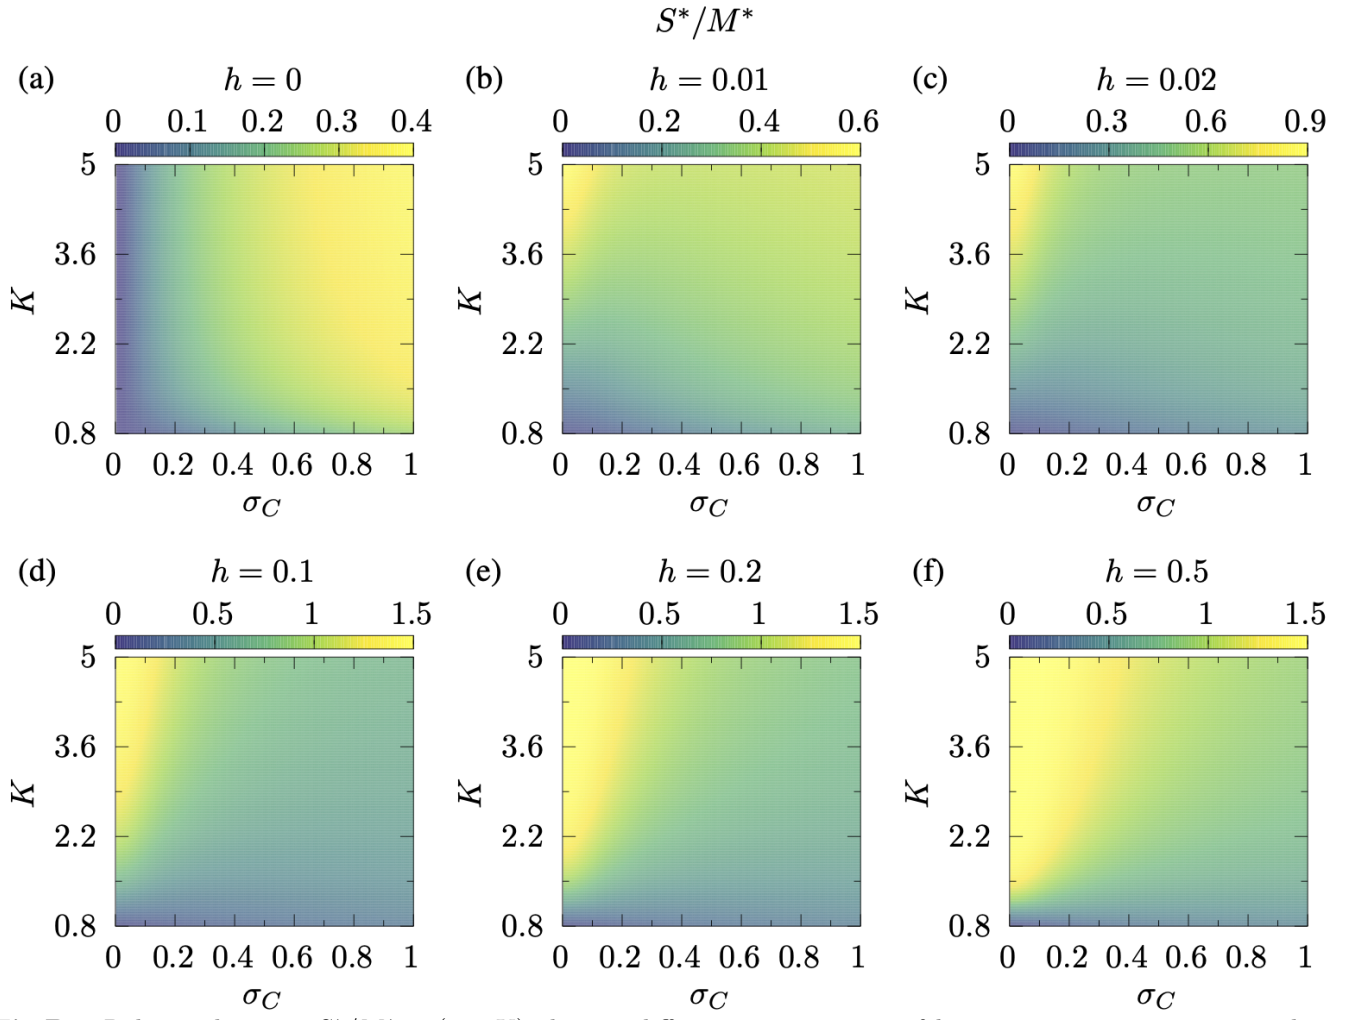 S*/M*
(a) h = 0
0 0.1 0.2 0.3 0.4
5
3.6
2.2
0.8
K
0 0.2 0.4 0.6 0.8 1
σ_C
(b) h = 0.01
0 0.2 0.4 0.6
5
3.6
2.2
0.8
K
0 0.2 0.4 0.6 0.8 1
σ_C
(c) h = 0.02
0 0.3 0.6 0.9
5
3.6
2.2
0.8
K
0 0.2 0.4 0.6 0.8 1
σ_C
(d) h = 0.1
0 0.5 1 1.5
5
3.6
2.2
0.8
K
0 0.2 0.4 0.6 0.8 1
σ_C
(e) h = 0.2
0 0.5 1 1.5
5
3.6
2.2
0.8
K
0 0.2 0.4 0.6 0.8 1
σ_C
(f) h = 0.5
0 0.5 1 1.5
5
3.6
2.2
0.8
K
0 0.2 0.4 0.6 0.8 1
σ_C